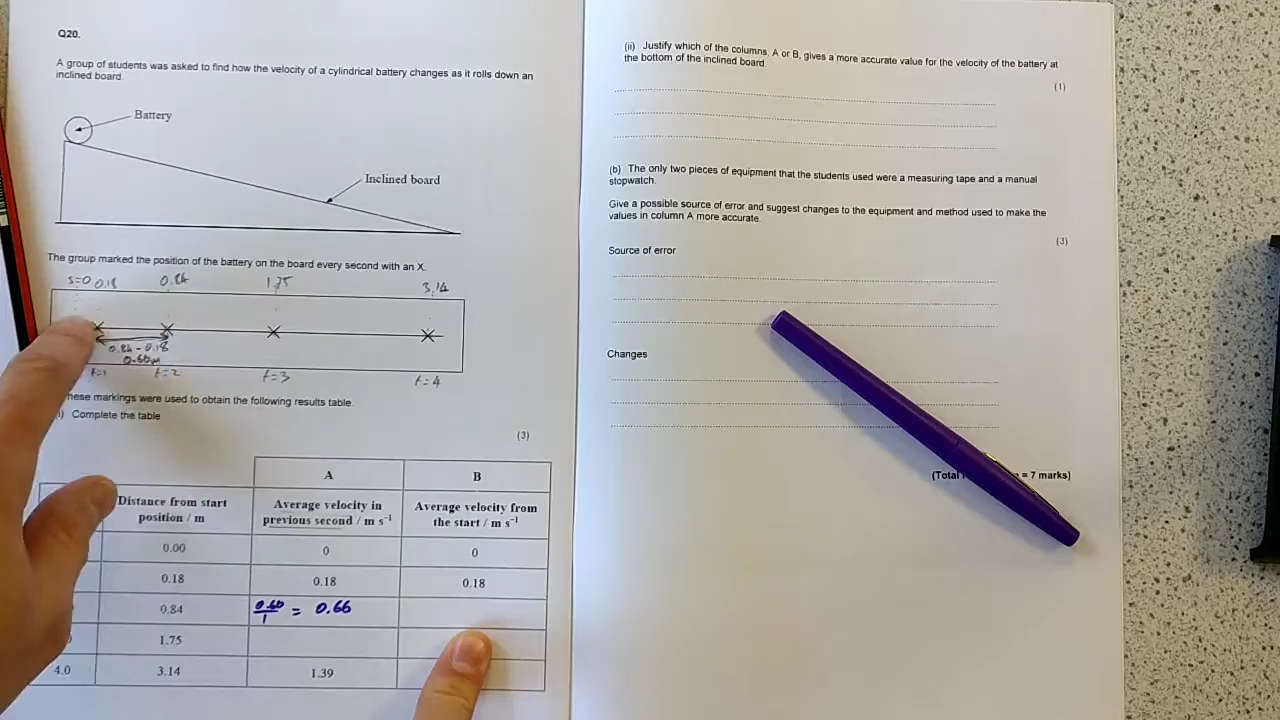 Q20.
A group of students was asked to find how the velocity of a cylindrical battery changes as it rolls down an
inclined board.
Battery
Inclined board
The group marked the position of the battery on the board every second with an X.
s=0 0.18 0.84 1.75 3.14
0.84 - 0.18
0.66m
t=1 t=2 t=3 t=4
hese markings were used to obtain the following results table.
) Complete the table
(3)
A B
Distance from start
position / m
Average velocity in
previous second / m s⁻¹
Average velocity from
the start / m s⁻¹
0.00 0 0
0.18 0.18 0.18
0.84 0.66/1 = 0.66
1.75
4.0 3.14 1.39
(ii) Justify which of the columns, A or B, gives a more accurate value for the velocity of the battery at
the bottom of the inclined board.
(1)
(b) The only two pieces of equipment that the students used were a measuring tape and a manual
stopwatch.
Give a possible source of error and suggest changes to the equipment and method used to make the
values in column A more accurate.
(3)
Source of error
Changes
(Total = 7 marks)